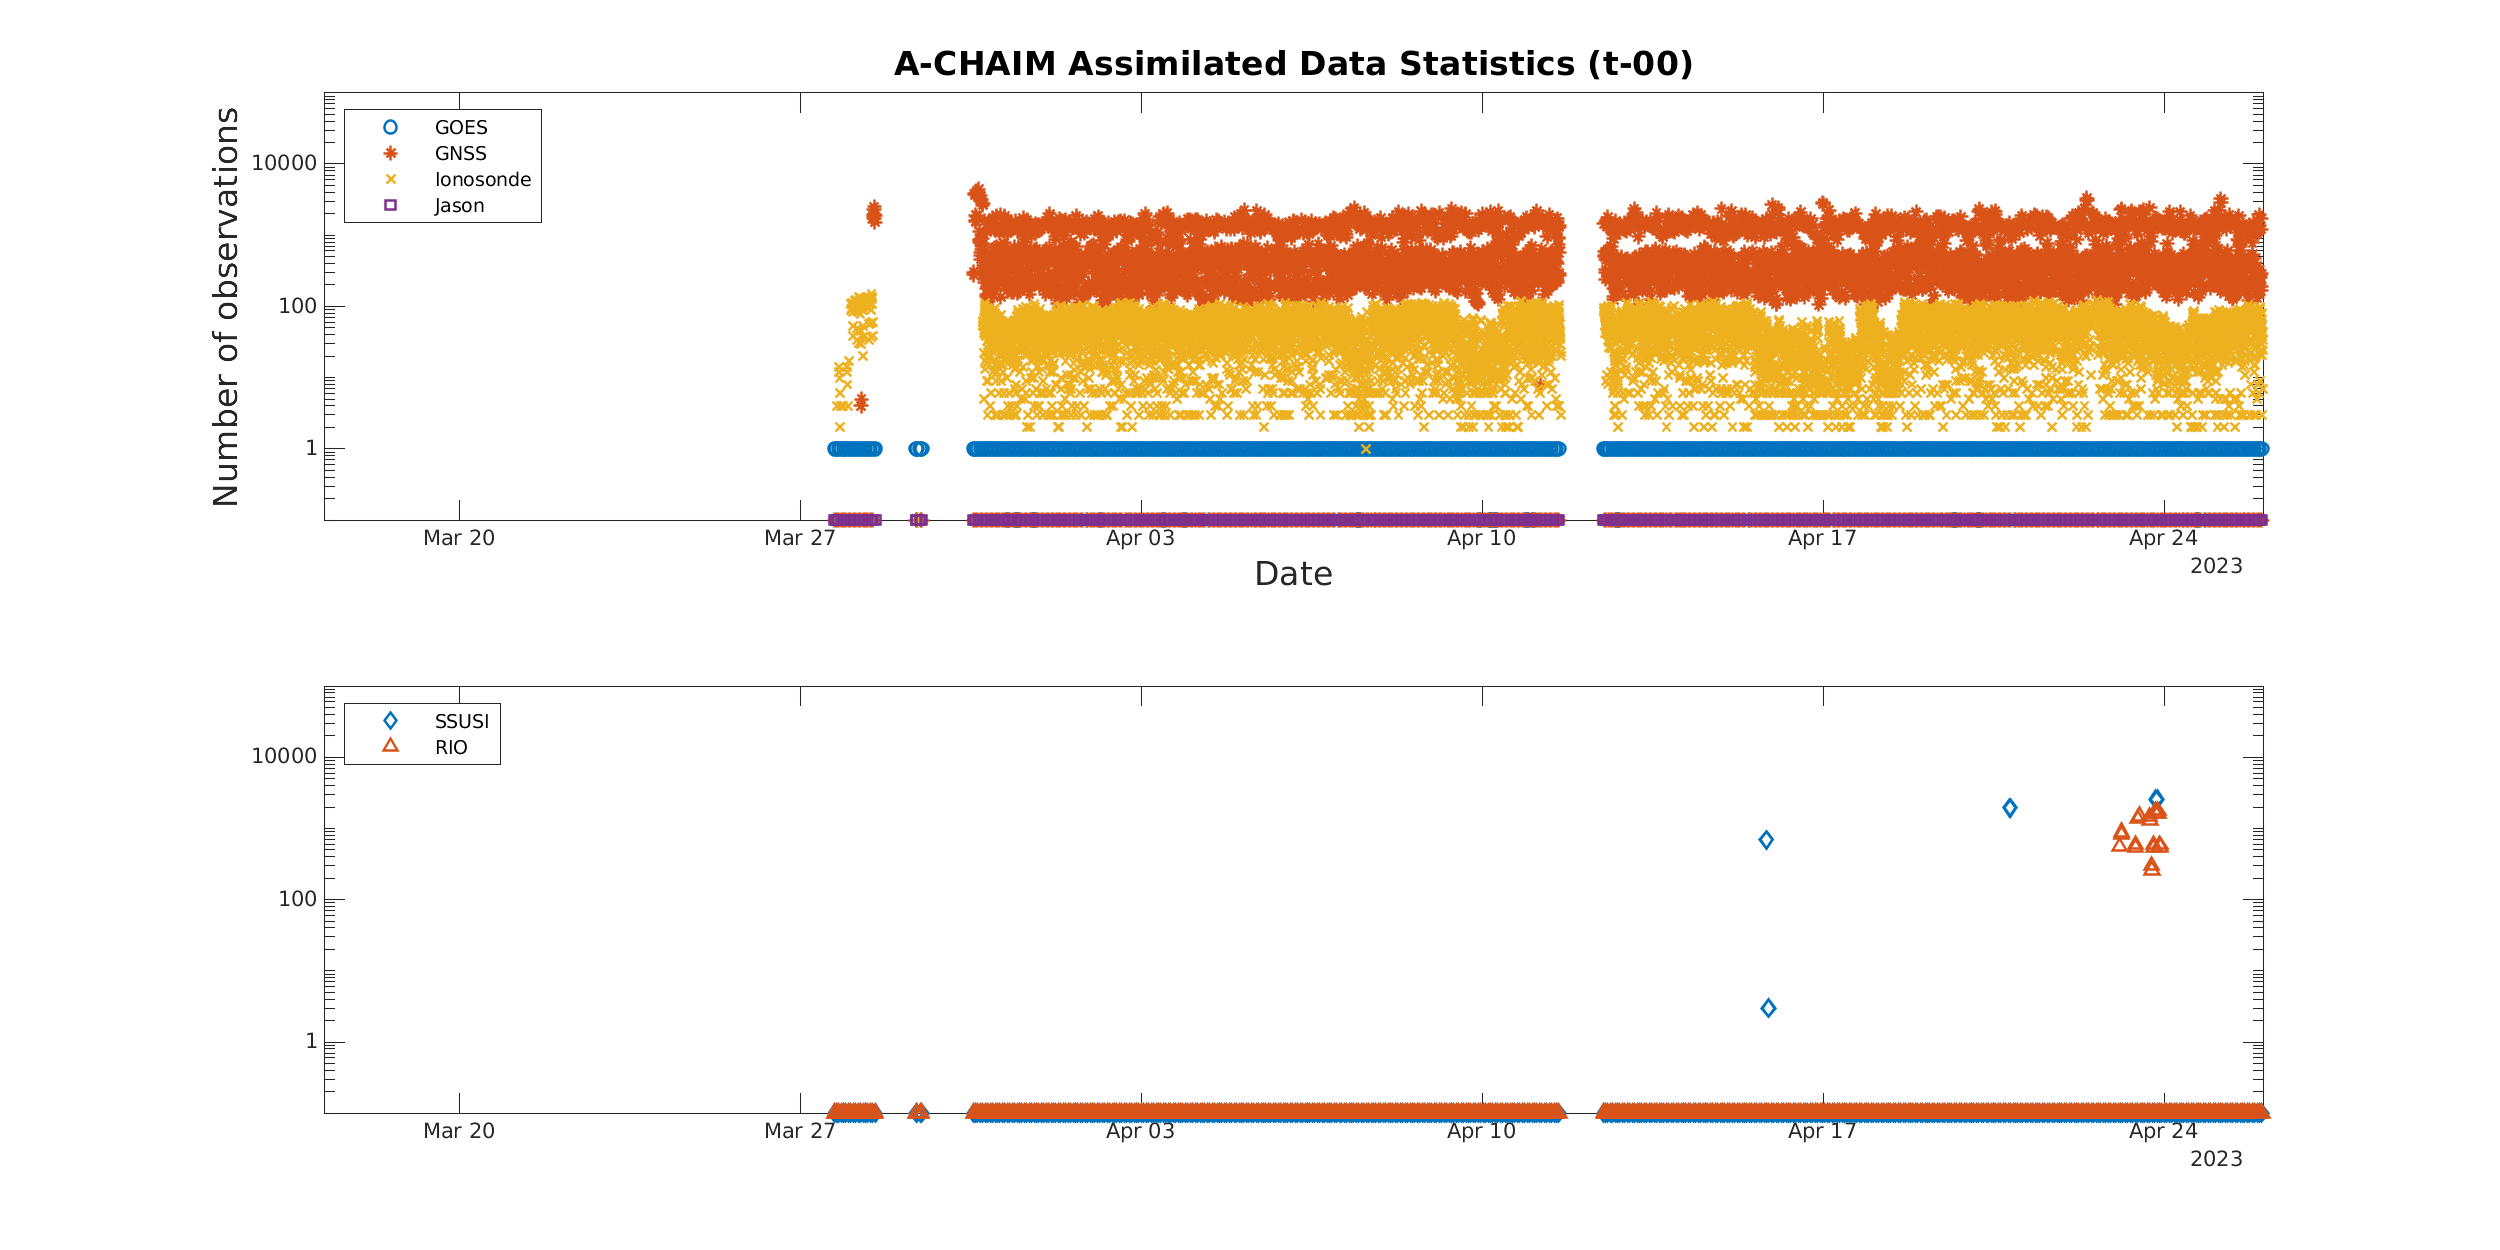 A-CHAIM Assimilated Data Statistics (t-00)
Number of observations
GOES
GNSS
Ionosonde
Jason
10000
100
1
Mar 20 Mar 27 Apr 03 Apr 10 Apr 17 Apr 24
2023
Date
SSUSI
RIO
10000
100
1
Mar 20 Mar 27 Apr 03 Apr 10 Apr 17 Apr 24
2023